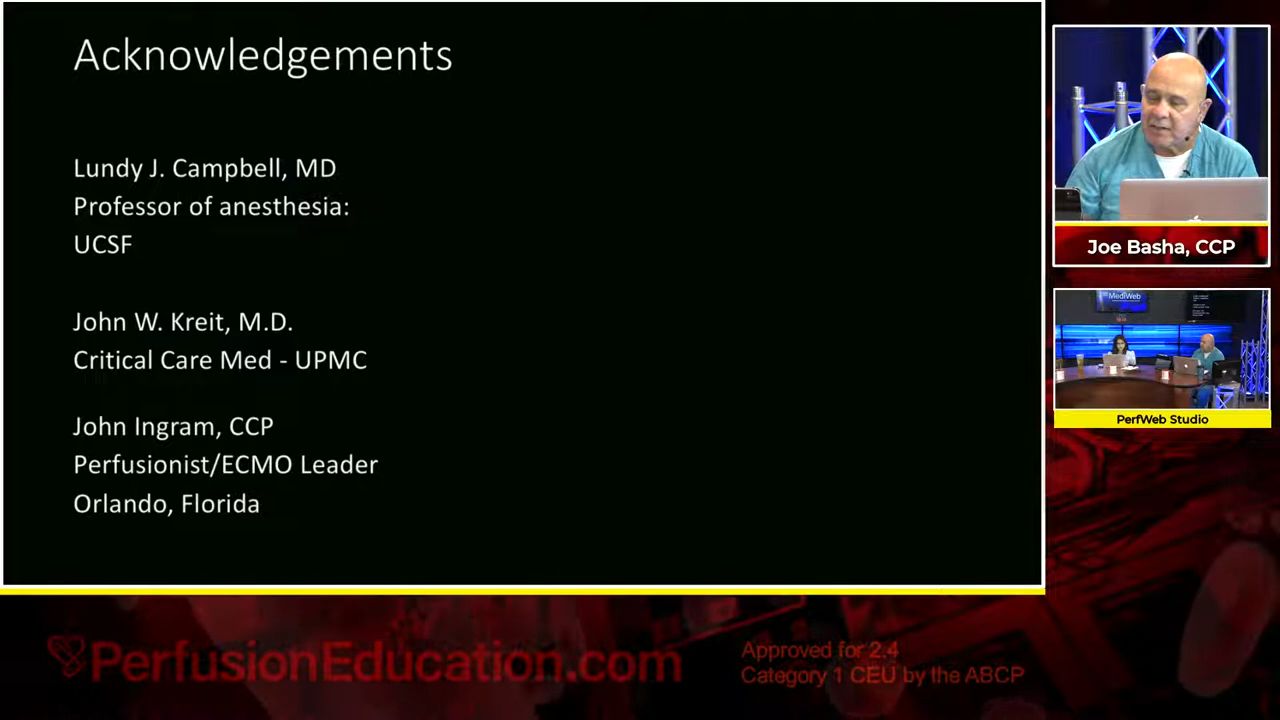 Acknowledgements
Lundy J. Campbell, MD
Professor of anesthesia:
UCSF
John W. Kreit, M.D.
Critical Care Med - UPMC
John Ingram, CCP
Perfusionist/ECMO Leader
Orlando, Florida
Joe Basha, CCP
MediWeb
PerfWeb Studio
PerfusionEducation.com
Approved for 2.4
Category 1 CEU by the ABCP